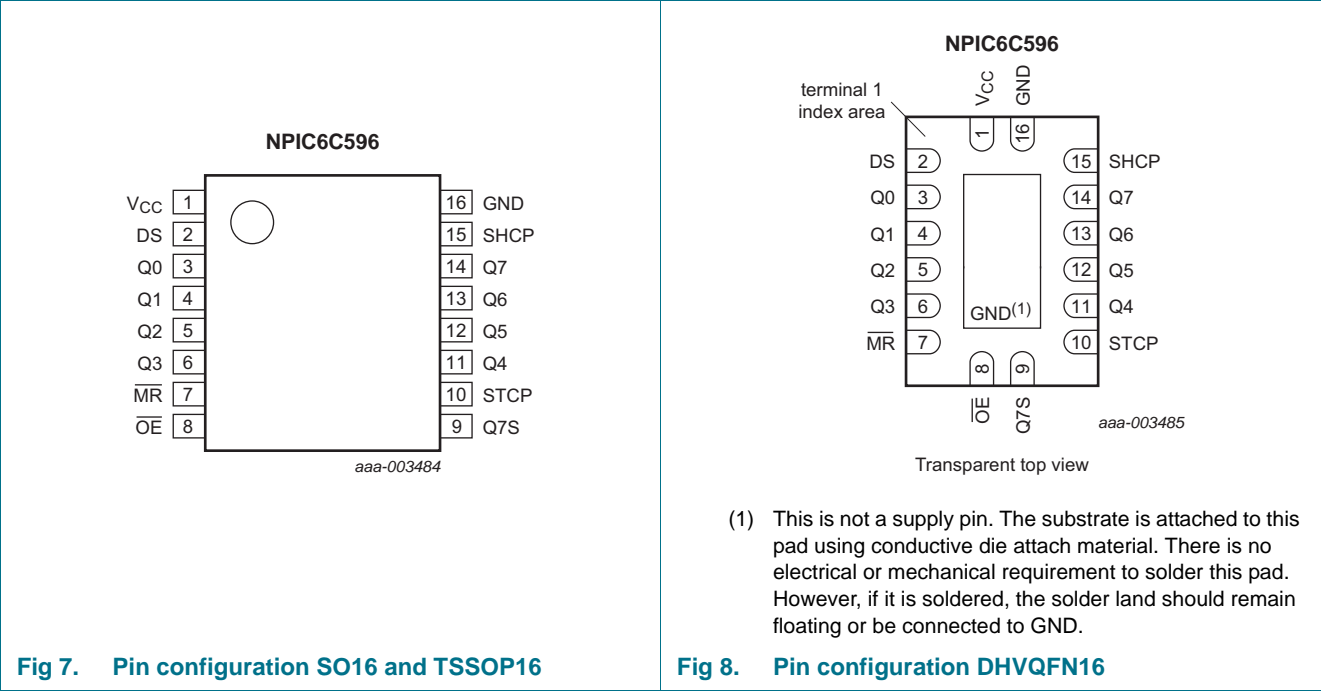 NPIC6C596
VCC 1
DS 2
Q0 3
Q1 4
Q2 5
Q3 6
MR 7
OE 8
16 GND
15 SHCP
14 Q7
13 Q6
12 Q5
11 Q4
10 STCP
9 Q7S
aaa-003484
Fig 7. Pin configuration SO16 and TSSOP16
NPIC6C596
terminal 1
index area
VCC
GND
1
16
DS 2
Q0 3
Q1 4
Q2 5
Q3 6
MR 7
15 SHCP
14 Q7
13 Q6
12 Q5
11 Q4
10 STCP
GND(1)
8
9
OE
Q7S
aaa-003485
Transparent top view
(1) This is not a supply pin. The substrate is attached to this
pad using conductive die attach material. There is no
electrical or mechanical requirement to solder this pad.
However, if it is soldered, the solder land should remain
floating or be connected to GND.
Fig 8. Pin configuration DHVQFN16